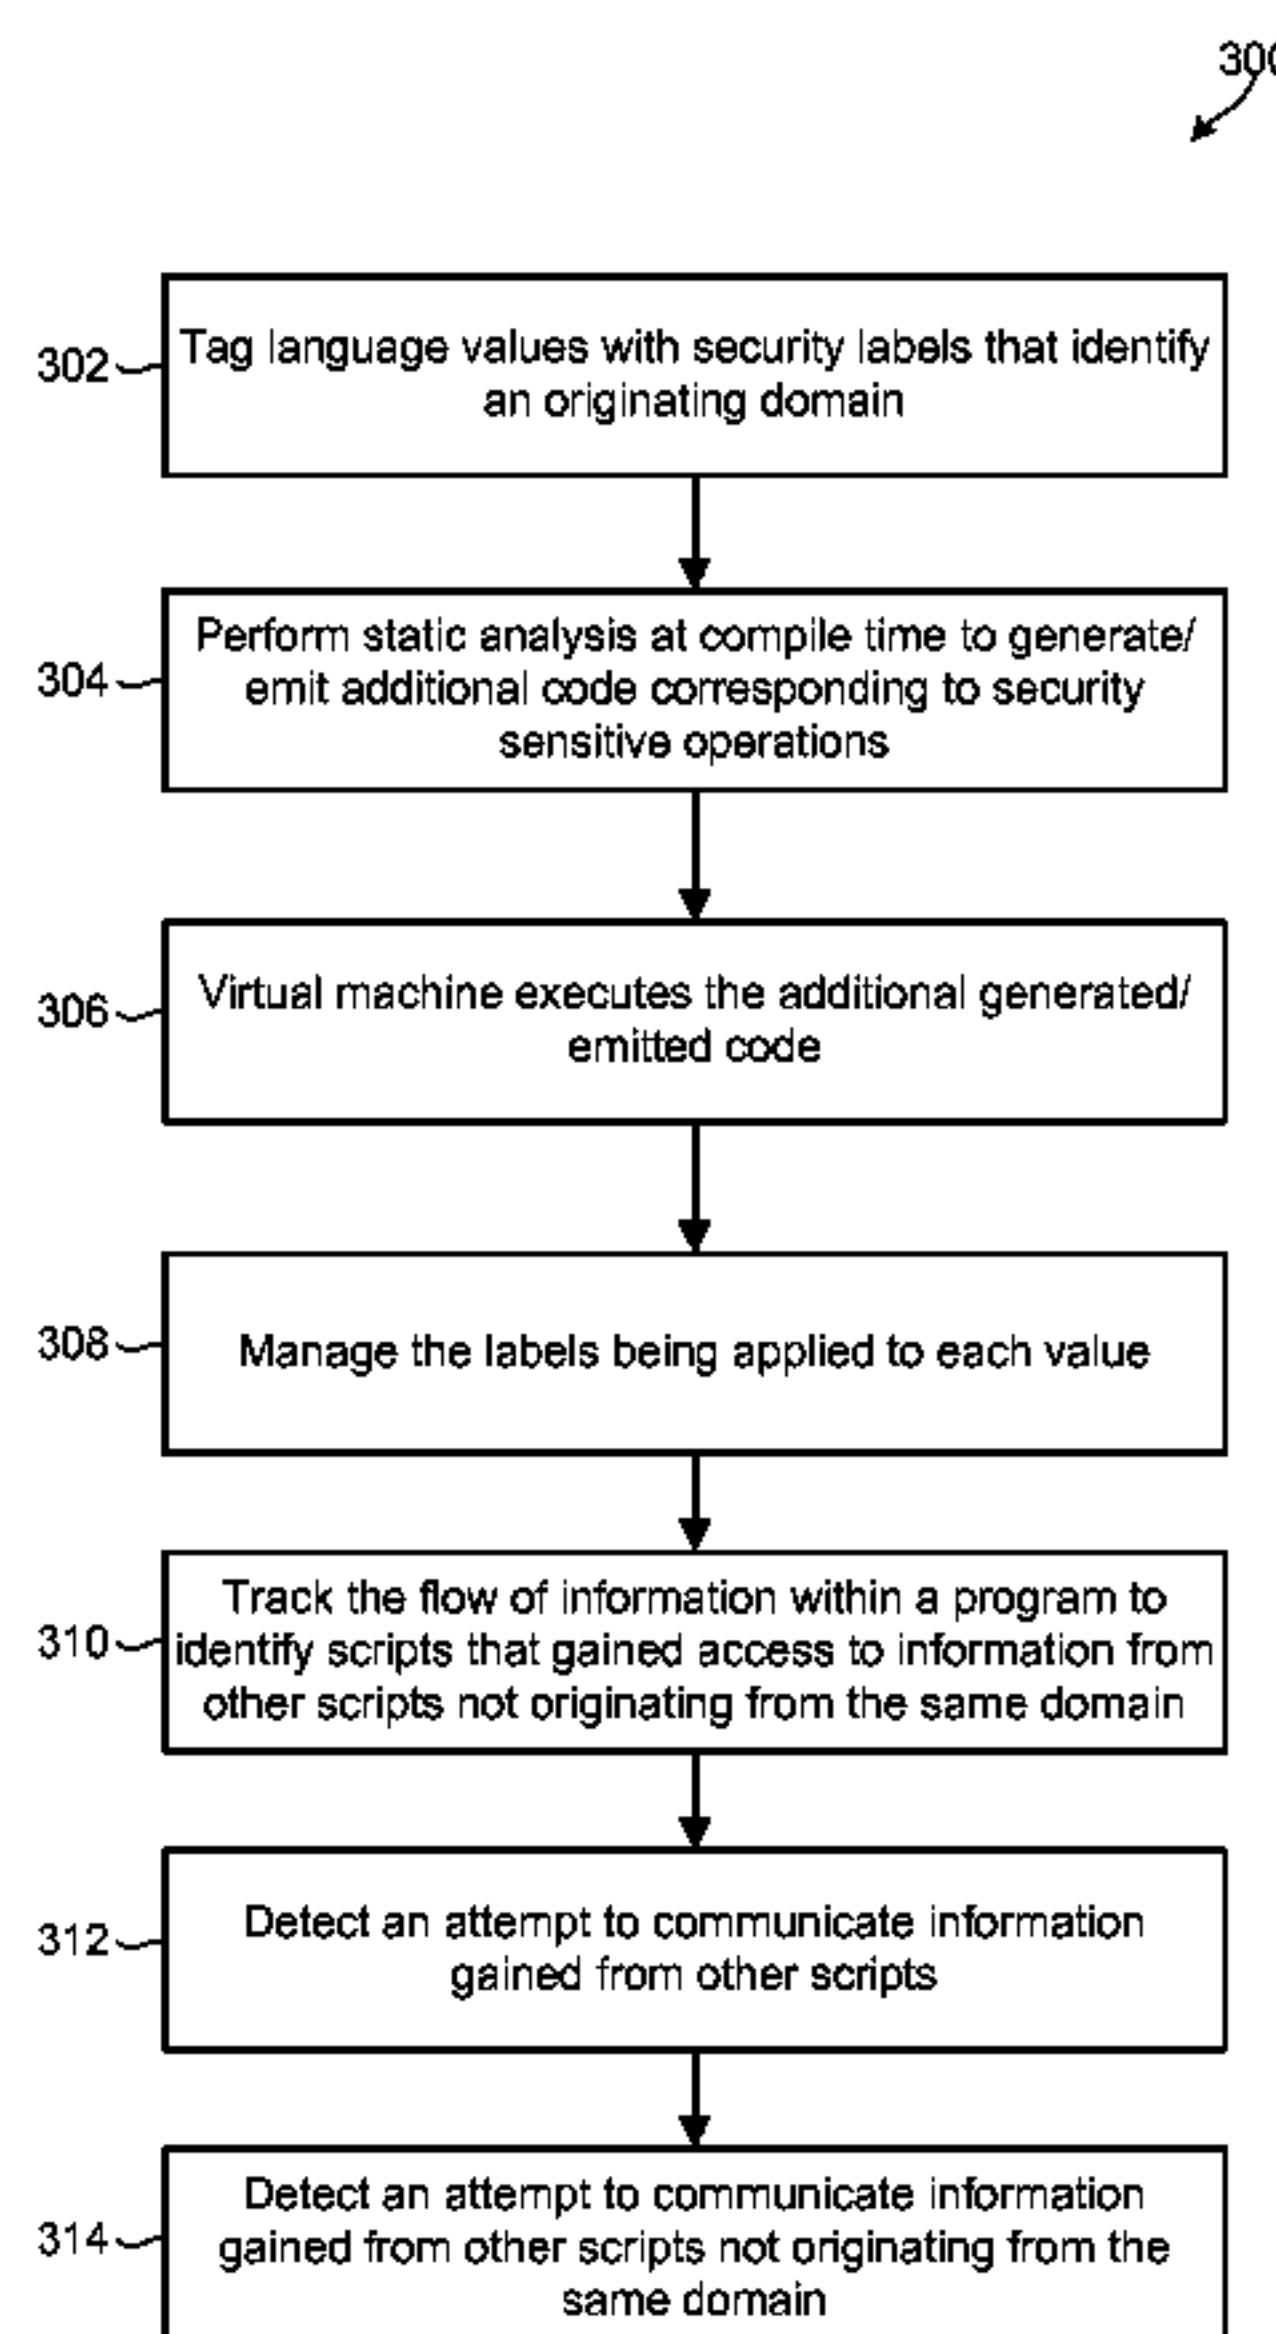 300
302
Tag language values with security labels that identify
an originating domain
304
Perform static analysis at compile time to generate/
emit additional code corresponding to security
sensitive operations
306
Virtual machine executes the additional generated/
emitted code
308
Manage the labels being applied to each value
310
Track the flow of information within a program to
identify scripts that gained access to information from
other scripts not originating from the same domain
312
Detect an attempt to communicate information
gained from other scripts
314
Detect an attempt to communicate information
gained from other scripts not originating from the
same domain